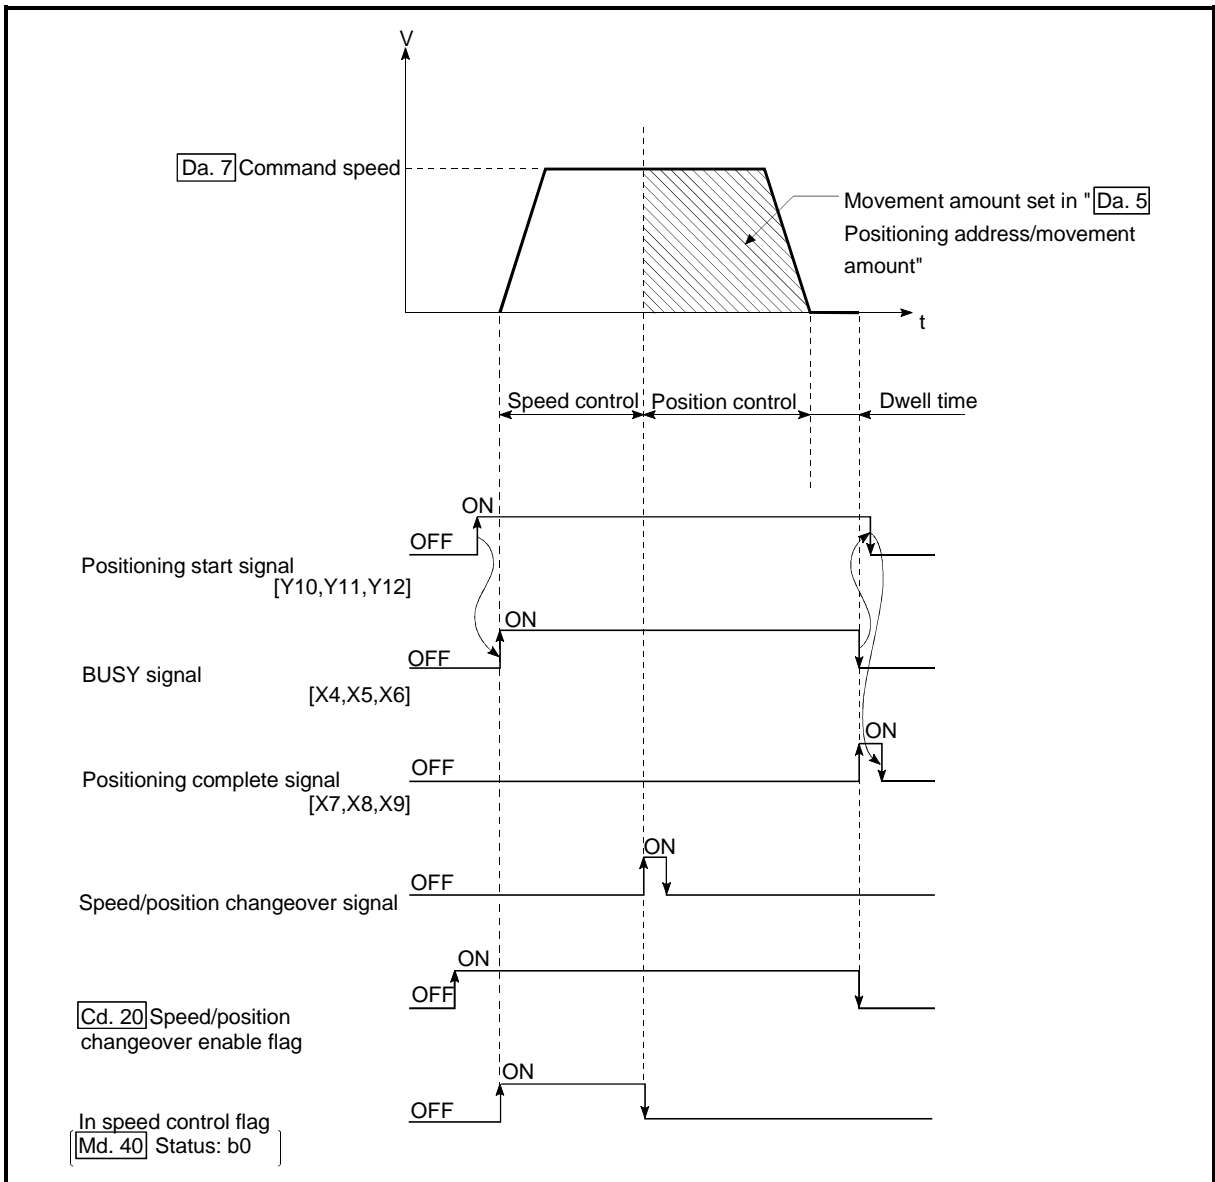 V
Da. 7 Command speed
Movement amount set in " Da. 5
Positioning address/movement
amount"
t
Speed control Position control Dwell time
ON
OFF
Positioning start signal
[Y10,Y11,Y12]
ON
OFF
BUSY signal
[X4,X5,X6]
ON
OFF
Positioning complete signal
[X7,X8,X9]
ON
OFF
Speed/position changeover signal
ON
OFF
Cd. 20 Speed/position
changeover enable flag
ON
OFF
In speed control flag
Md. 40 Status: b0